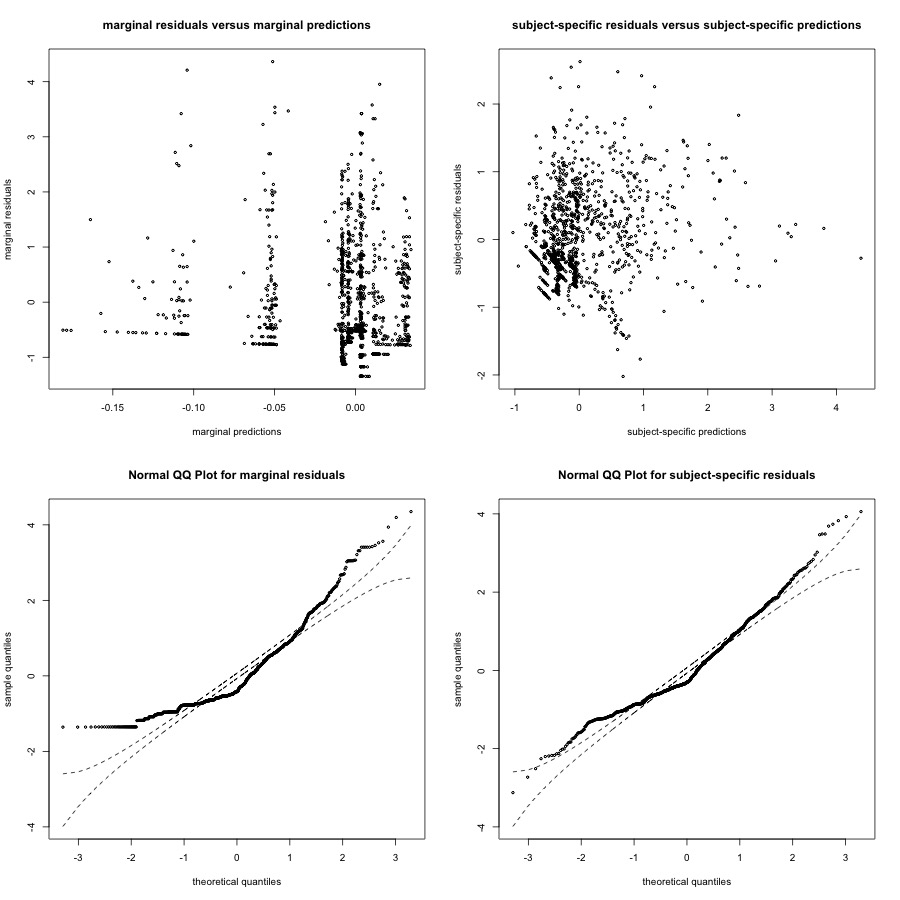 marginal residuals versus marginal predictions
marginal residuals
4
3
2
1
0
-1
-0.15 -0.10 -0.05 0.00
marginal predictions
subject-specific residuals versus subject-specific predictions
subject-specific residuals
2
1
0
-1
-2
-1 0 1 2 3 4
subject-specific predictions
Normal QQ Plot for marginal residuals
sample quantiles
4
2
0
-2
-4
-3 -2 -1 0 1 2 3
theoretical quantiles
Normal QQ Plot for subject-specific residuals
sample quantiles
4
2
0
-2
-4
-3 -2 -1 0 1 2 3
theoretical quantiles